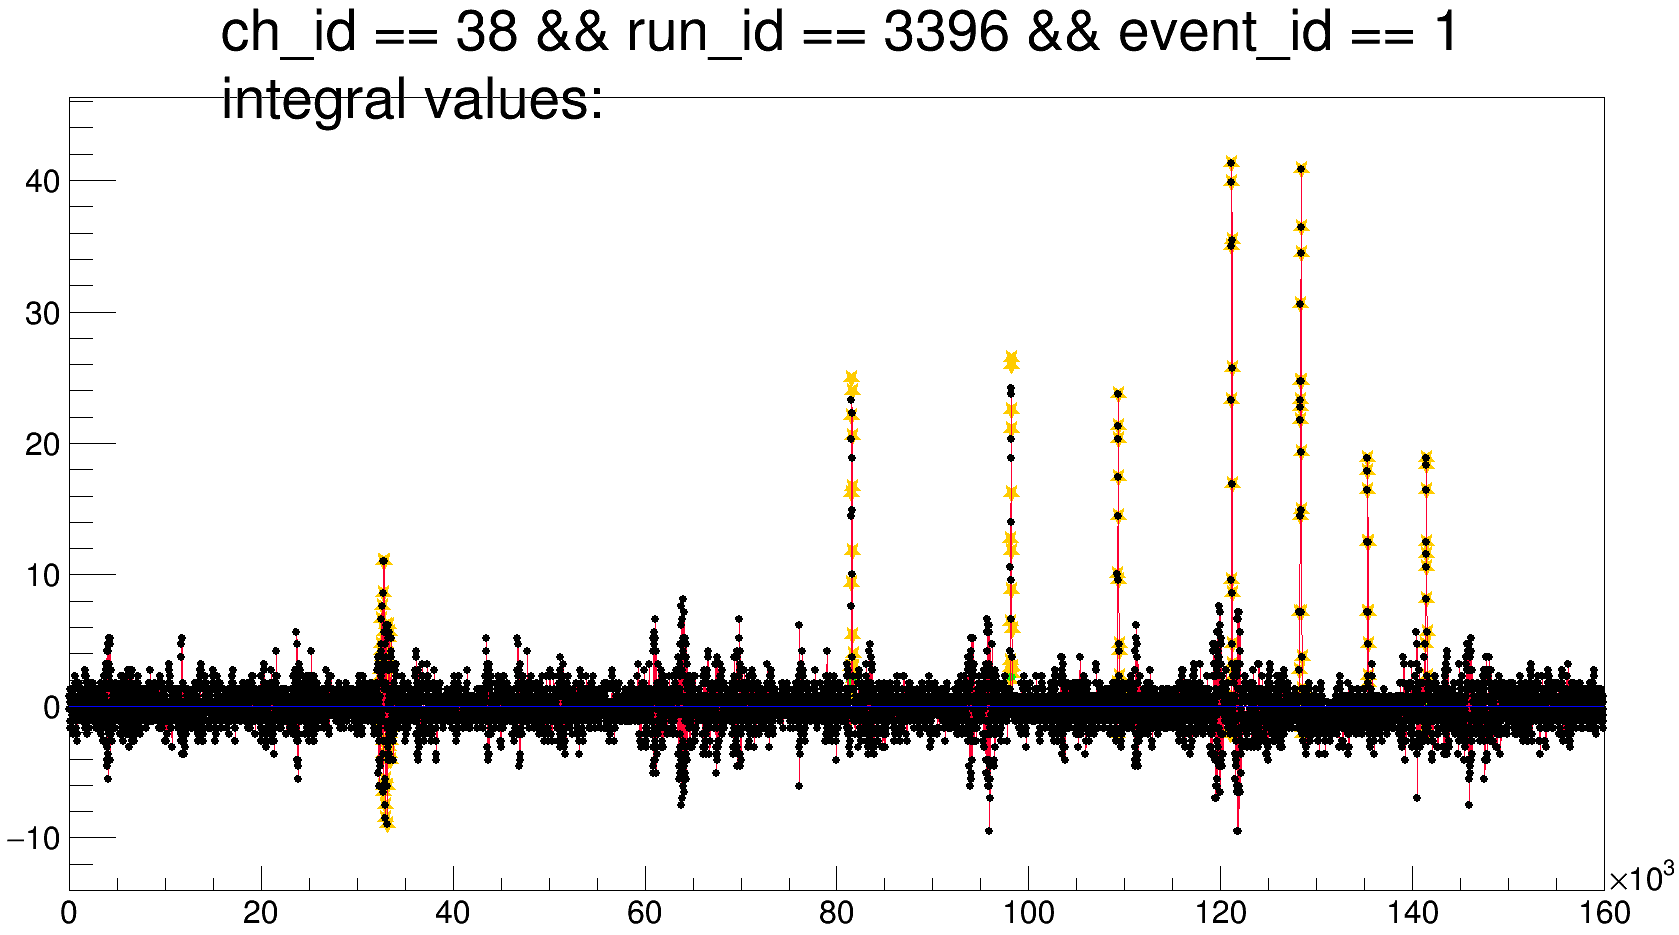 ch_id == 38 && run_id == 3396 && event_id == 1
integral values:
40
30
20
10
0
−10
×10³
0 20 40 60 80 100 120 140 160